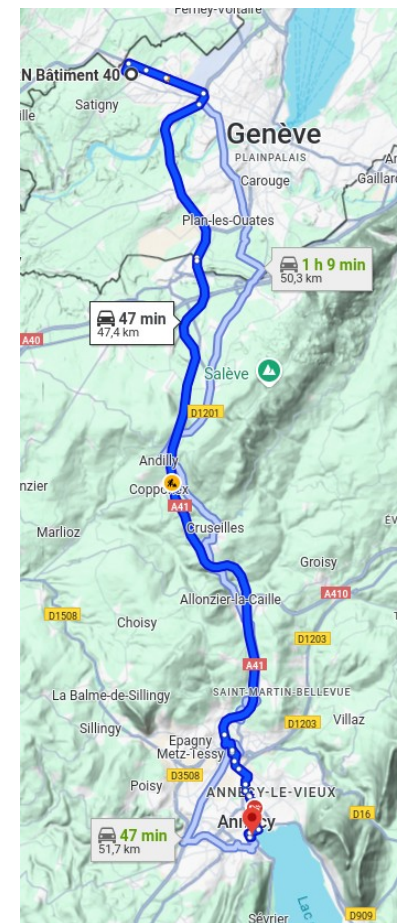 Ferney-Voltaire
N Bâtiment 40
Satigny
Genève
PLAINPALAIS
Carouge
Gaillar
Plan-les-Ouates
1 h 9 min
50,3 km
47 min
47,4 km
A40
Salève
D1201
Andilly
Copponex
A41
Cruseilles
Marlioz
Groisy
Allonzier-la-Caille
A410
D1508
Choisy
D1203
A41
SAINT-MARTIN-BELLEVUE
La Balme-de-Sillingy
D1203
Villaz
Sillingy
Epagny
Metz-Tessy
Poisy
D3508
ANNECY-LE-VIEUX
D16
Annecy
47 min
51,7 km
Lac
Sévrier
D909